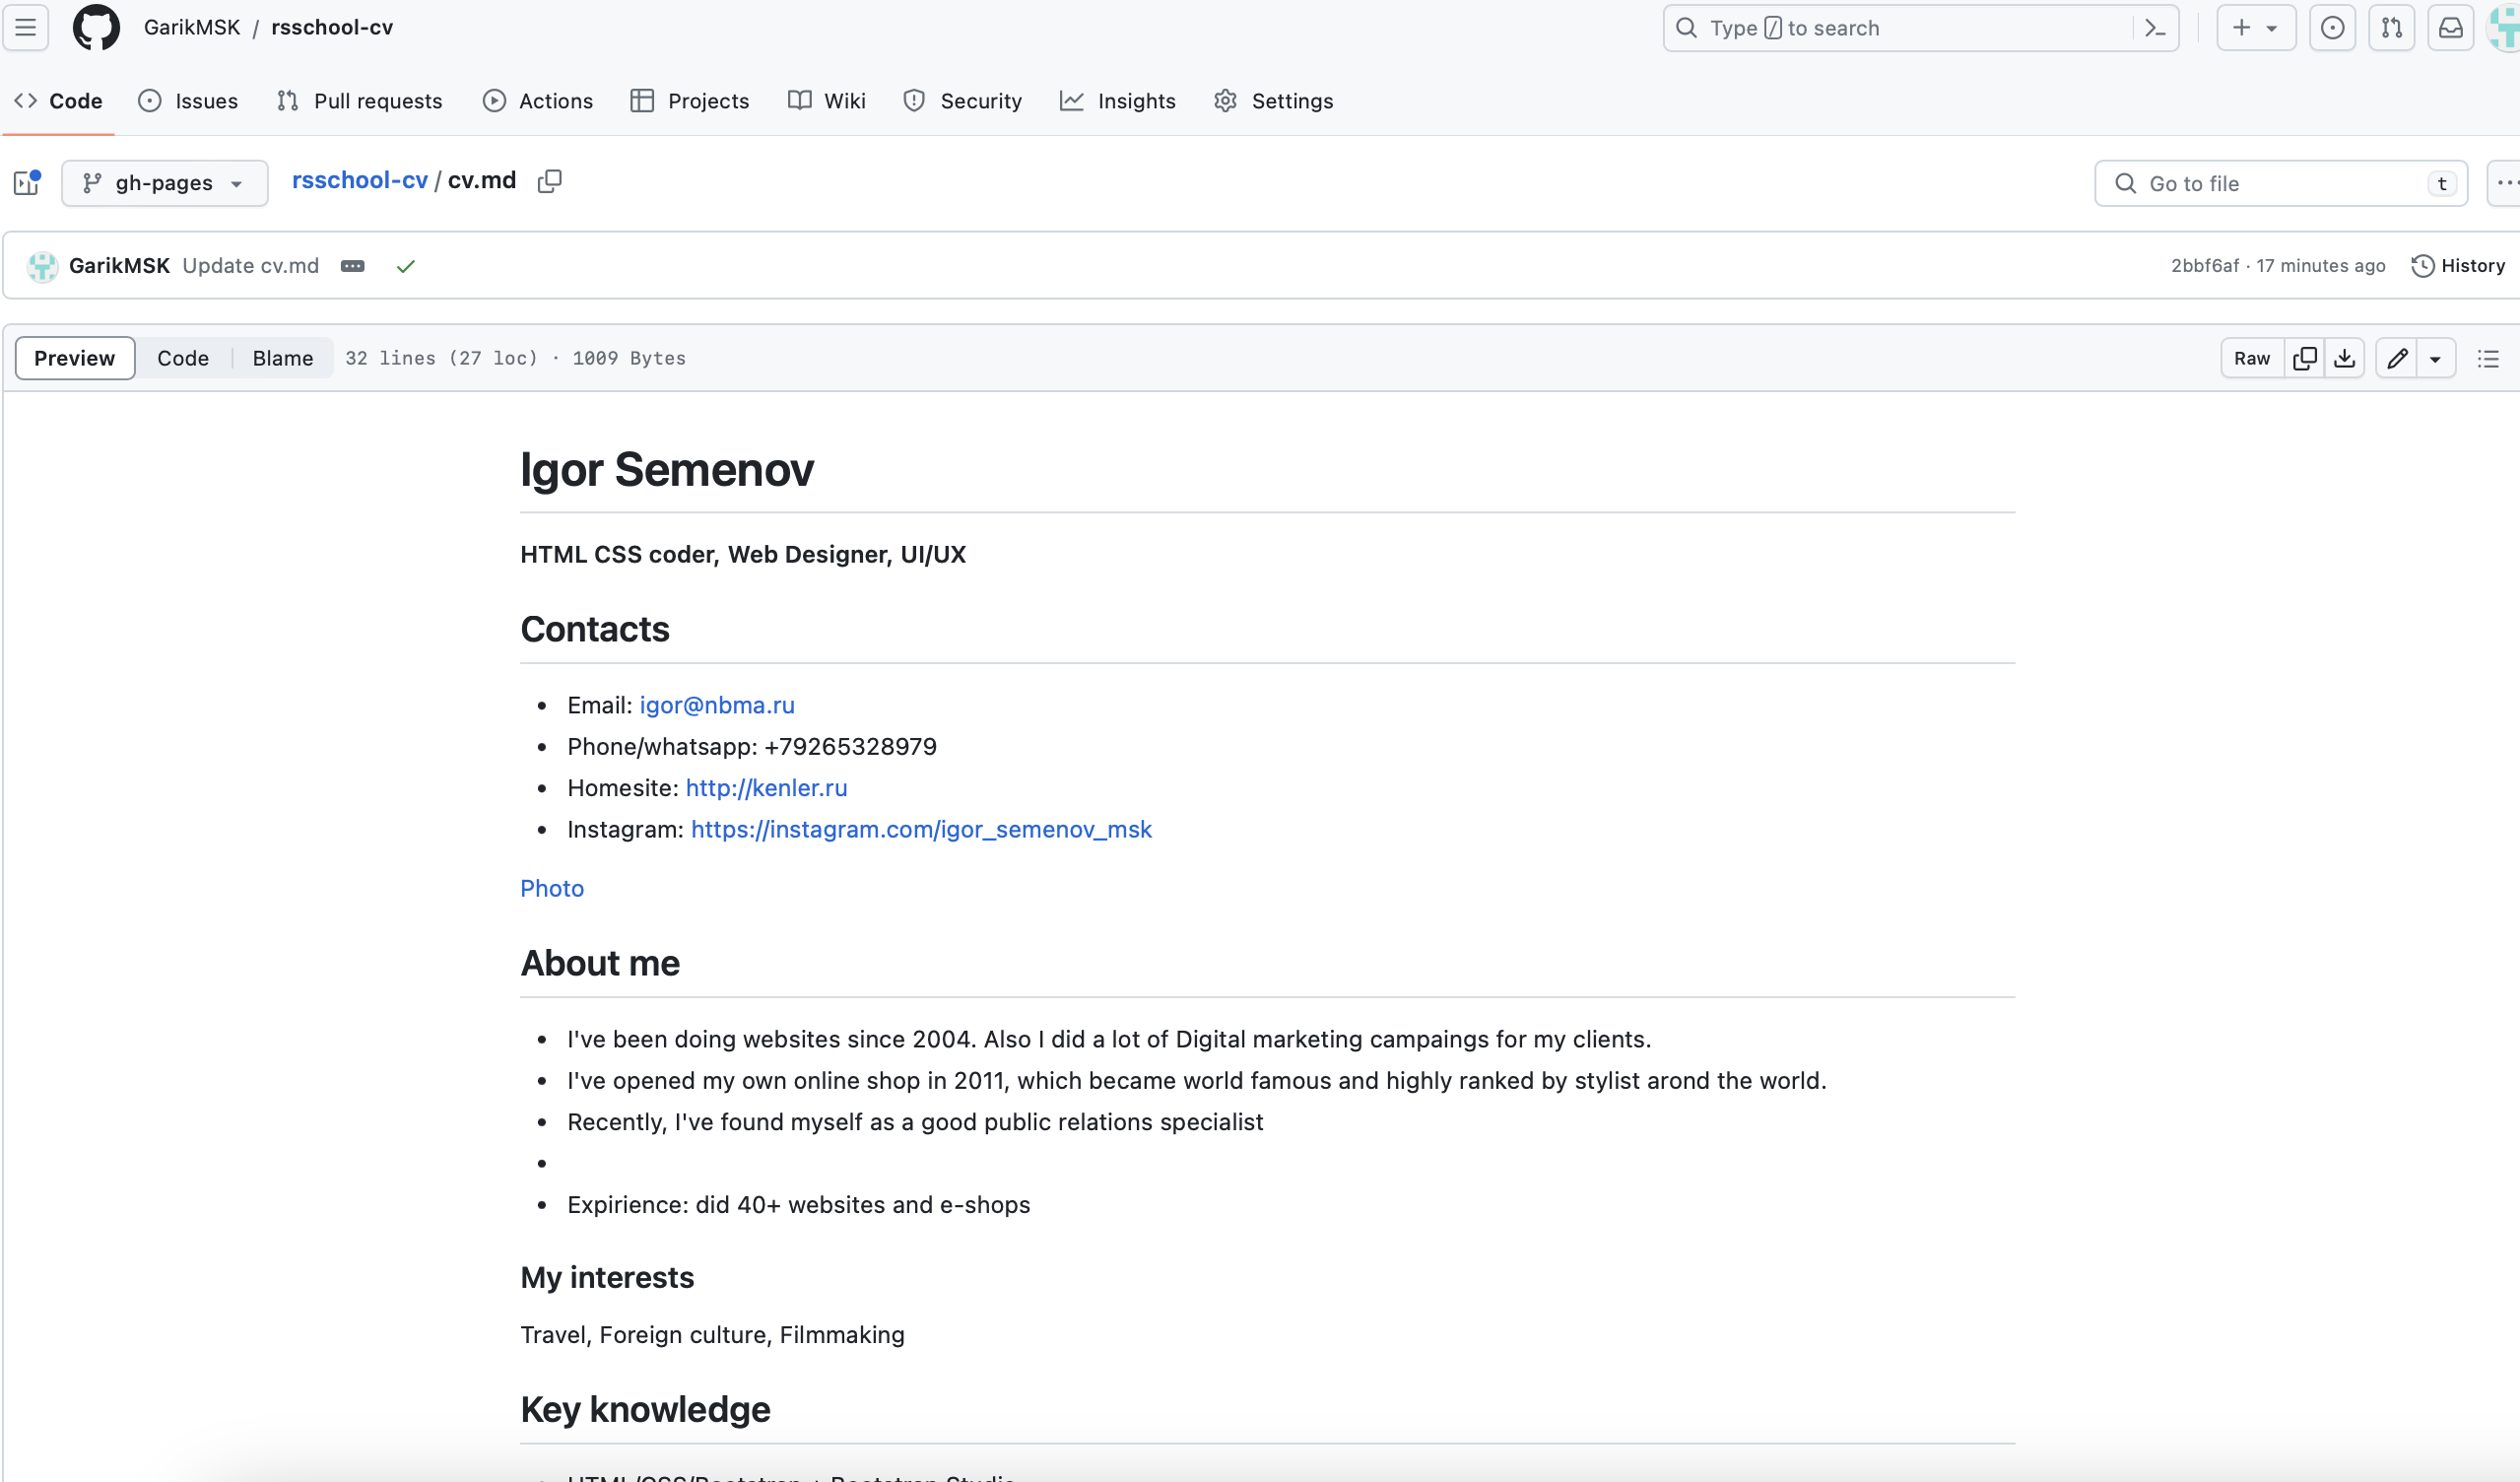 GarikMSK / rsschool-cv
Type / to search
Code Issues Pull requests Actions Projects Wiki Security Insights Settings
gh-pages rsschool-cv / cv.md
Go to file t
GarikMSK Update cv.md
2bbf6af · 17 minutes ago History
Preview Code Blame 32 lines (27 loc) · 1009 Bytes
Raw
Igor Semenov
HTML CSS coder, Web Designer, UI/UX
Contacts
Email: igor@nbma.ru
Phone/whatsapp: +79265328979
Homesite: http://kenler.ru
Instagram: https://instagram.com/igor_semenov_msk
Photo
About me
I've been doing websites since 2004. Also I did a lot of Digital marketing campaings for my clients.
I've opened my own online shop in 2011, which became world famous and highly ranked by stylist arond the world.
Recently, I've found myself as a good public relations specialist
Expirience: did 40+ websites and e-shops
My interests
Travel, Foreign culture, Filmmaking
Key knowledge
HTML/CSS/Bootstrap + Bootstrap Studio